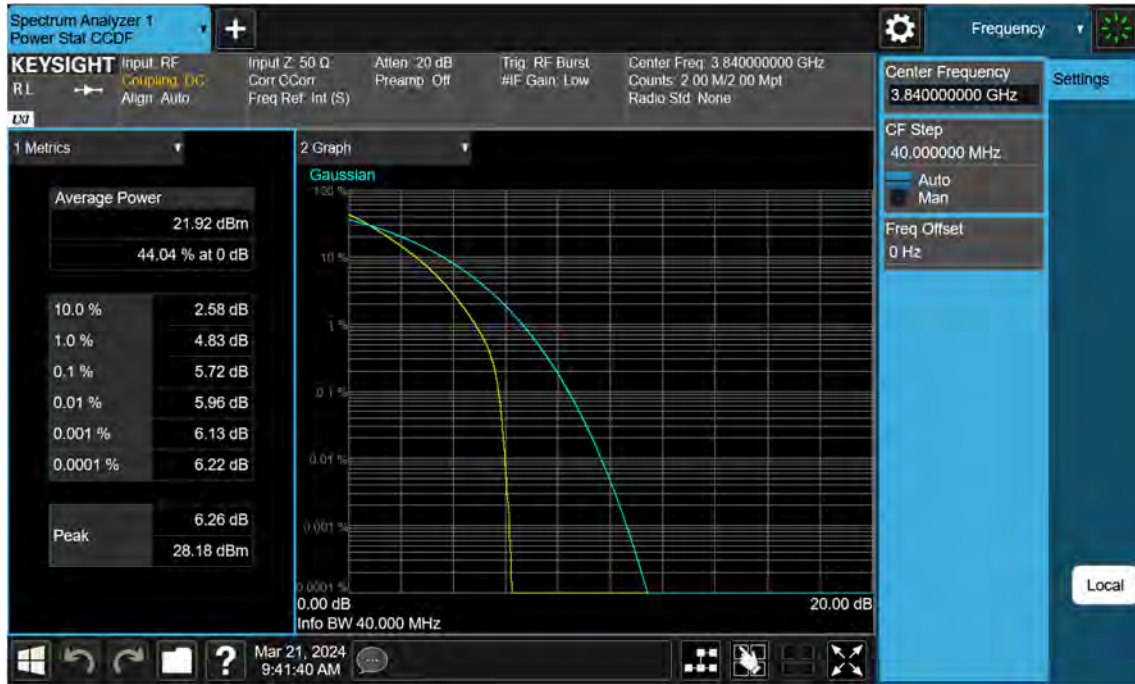 Spectrum Analyzer 1
Power Stat CCDF
Frequency
KEYSIGHT
Input: RF
Input Z: 50 Ω
Atten: 20 dB
Trig: RF Burst
Center Freq: 3.840000000 GHz
RL
Coupling: DC
Corr CCorr
Preamp: Off
#IF Gain: Low
Counts: 2.00 M/2.00 Mpt
Align: Auto
Freq Ref: Int (S)
Radio Std: None
LXI
Center Frequency
3.840000000 GHz
Settings
CF Step
40.000000 MHz
Auto
Man
Freq Offset
0 Hz
Local
1 Metrics
Average Power
21.92 dBm
44.04 % at 0 dB
10.0 % 2.58 dB
1.0 % 4.83 dB
0.1 % 5.72 dB
0.01 % 5.96 dB
0.001 % 6.13 dB
0.0001 % 6.22 dB
Peak
6.26 dB
28.18 dBm
2 Graph
Gaussian
100 %
10 %
1 %
0.1 %
0.01 %
0.001 %
0.0001 %
0.00 dB 20.00 dB
Info BW 40.000 MHz
?
Mar 21, 2024
9:41:40 AM